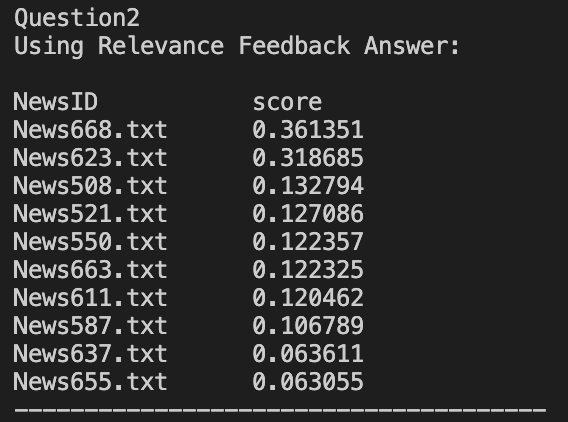 Question2
Using Relevance Feedback Answer:
NewsID score
News668.txt 0.361351
News623.txt 0.318685
News508.txt 0.132794
News521.txt 0.127086
News550.txt 0.122357
News663.txt 0.122325
News611.txt 0.120462
News587.txt 0.106789
News637.txt 0.063611
News655.txt 0.063055
--------------------------------------